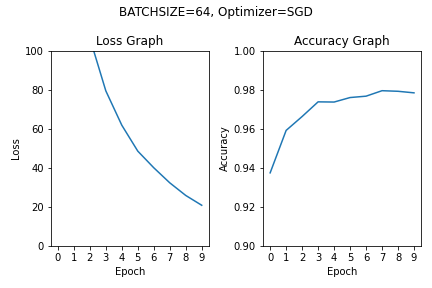 BATCHSIZE=64, Optimizer=SGD
Loss Graph
100
80
60
40
20
0
Loss
0 1 2 3 4 5 6 7 8 9
Epoch
Accuracy Graph
1.00
0.98
0.96
0.94
0.92
0.90
Accuracy
0 1 2 3 4 5 6 7 8 9
Epoch